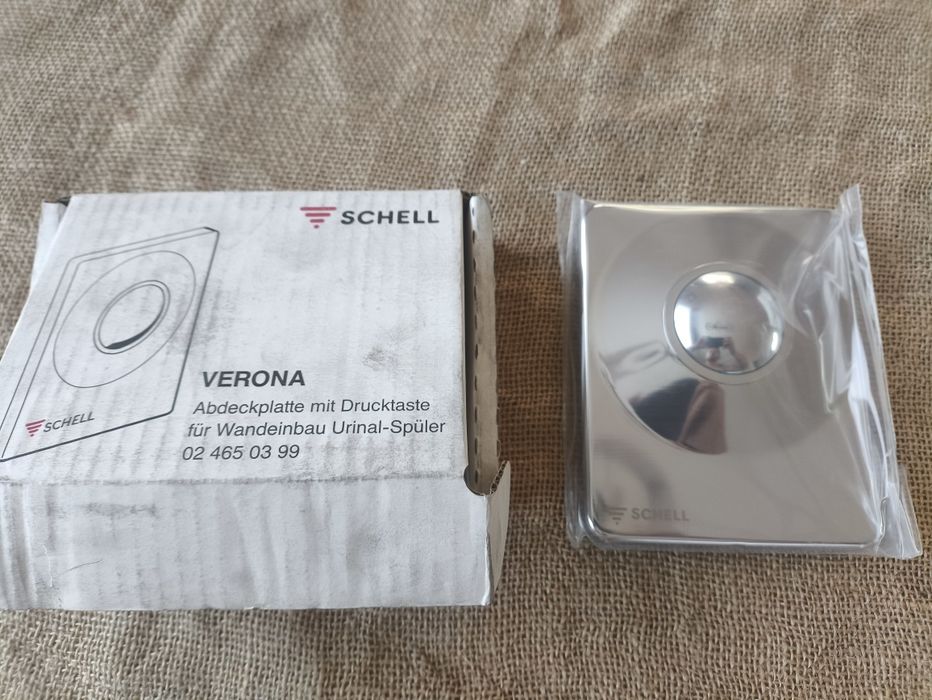 SCHELL
SCHELL
VERONA
Abdeckplatte mit Drucktaste
für Wandeinbau Urinal-Spüler
02 465 03 99
SCHELL